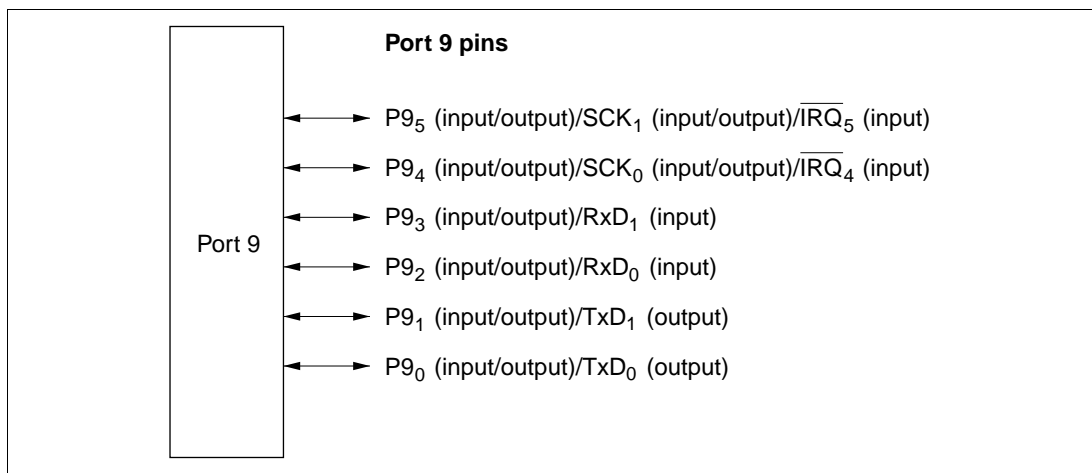 Port 9 pins
P9₅ (input/output)/SCK₁ (input/output)/I̅R̅Q̅₅ (input)
P9₄ (input/output)/SCK₀ (input/output)/I̅R̅Q̅₄ (input)
P9₃ (input/output)/RxD₁ (input)
Port 9
P9₂ (input/output)/RxD₀ (input)
P9₁ (input/output)/TxD₁ (output)
P9₀ (input/output)/TxD₀ (output)